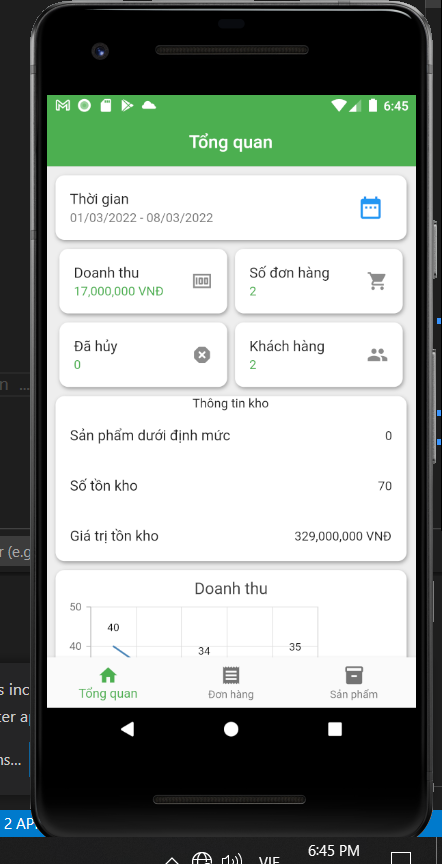 6:45
Tổng quan
Thời gian
01/03/2022 - 08/03/2022
Doanh thu
17,000,000 VNĐ
Số đơn hàng
2
Đã hủy
0
Khách hàng
2
Thông tin kho
Sản phẩm dưới định mức
0
Số tồn kho
70
Giá trị tồn kho
329,000,000 VNĐ
Doanh thu
50
40
40
34
35
Tổng quan
Đơn hàng
Sản phẩm
r (e.g
s inc
ter a
ns...
2 AP
6:45 PM
VIE